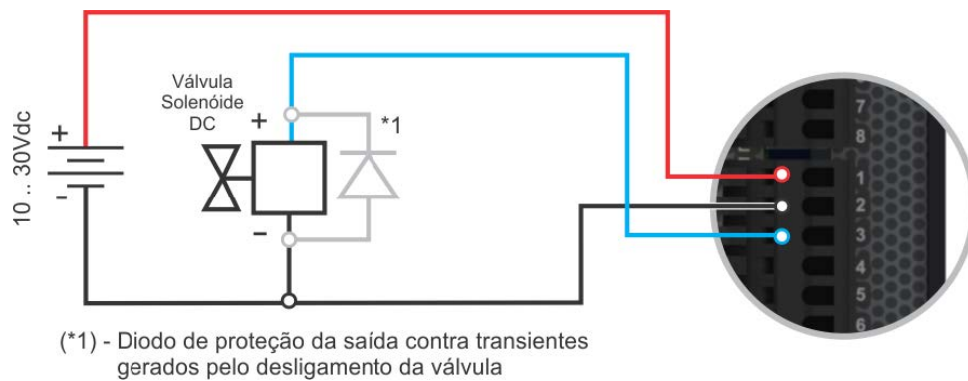 Válvula
Solenóide
DC
+
*1
+
10 .. 30Vdc
-
−
7
8
1
2
3
4
5
6
(*1) - Diodo de proteção da saída contra transientes
gerados pelo desligamento da válvula